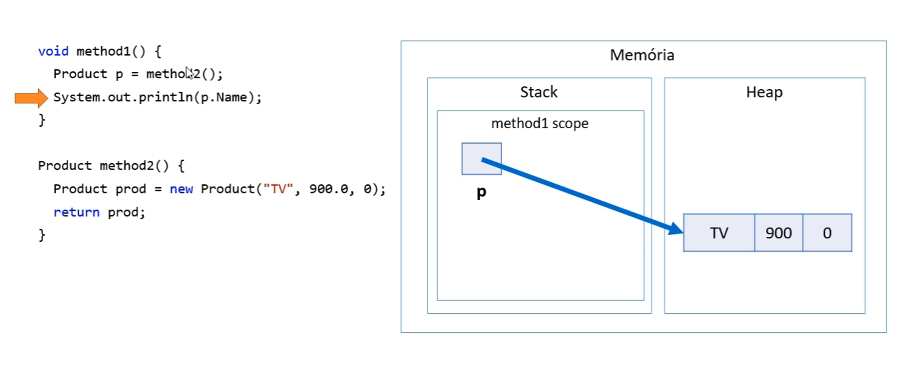 void method1() {
Product p = method2();
System.out.println(p.Name);
}
Product method2() {
Product prod = new Product("TV", 900.0, 0);
return prod;
}
Memória
Stack
Heap
method1 scope
p
TV 900 0